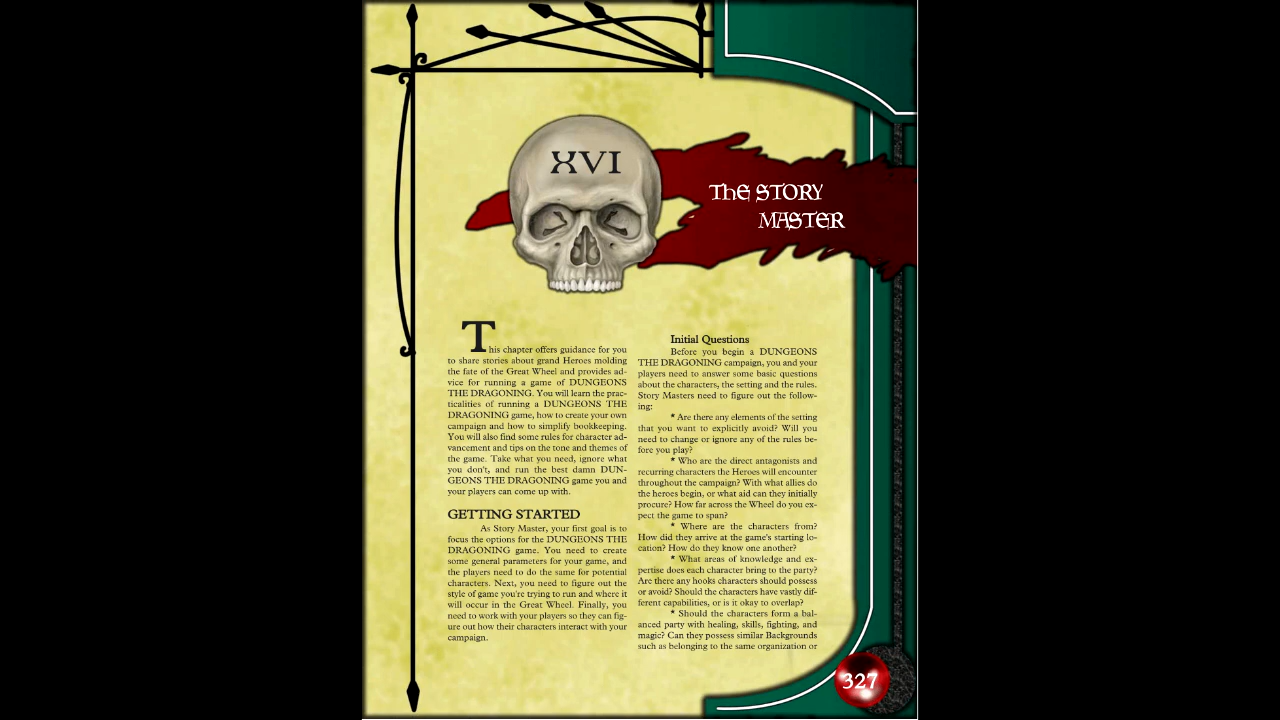 XVI
The STORY
MASTER
This chapter offers guidance for you
to share stories about grand Heroes molding
the fate of the Great Wheel and provides ad-
vice for running a game of DUNGEONS
THE DRAGONING. You will learn the prac-
ticalities of running a DUNGEONS THE
DRAGONING game, how to create your own
campaign and how to simplify bookkeeping.
You will also find some rules for character ad-
vancement and tips on the tone and themes of
the game. Take what you need, ignore what
you don't, and run the best damn DUN-
GEONS THE DRAGONING game you and
your players can come up with.
GETTING STARTED
As Story Master, your first goal is to
focus the options for the DUNGEONS THE
DRAGONING game. You need to create
some general parameters for your game, and
the players need to do the same for potential
characters. Next, you need to figure out the
style of game you're trying to run and where it
will occur in the Great Wheel. Finally, you
need to work with your players so they can fig-
ure out how their characters interact with your
campaign.
Initial Questions
Before you begin a DUNGEONS
THE DRAGONING campaign, you and your
players need to answer some basic questions
about the characters, the setting and the rules.
Story Masters need to figure out the follow-
ing:
* Are there any elements of the setting
that you want to explicitly avoid? Will you
need to change or ignore any of the rules be-
fore you play?
* Who are the direct antagonists and
recurring characters the Heroes will encounter
throughout the campaign? With what allies do
the heroes begin, or what aid can they initially
procure? How far across the Wheel do you ex-
pect the game to span?
* Where are the characters from?
How did they arrive at the game's starting lo-
cation? How do they know one another?
* What areas of knowledge and ex-
pertise does each character bring to the party?
Are there any hooks characters should possess
or avoid? Should the characters have vastly dif-
ferent capabilities, or is it okay to overlap?
* Should the characters form a bal-
anced party with healing, skills, fighting, and
magic? Can they possess similar Backgrounds
such as belonging to the same organization or
327